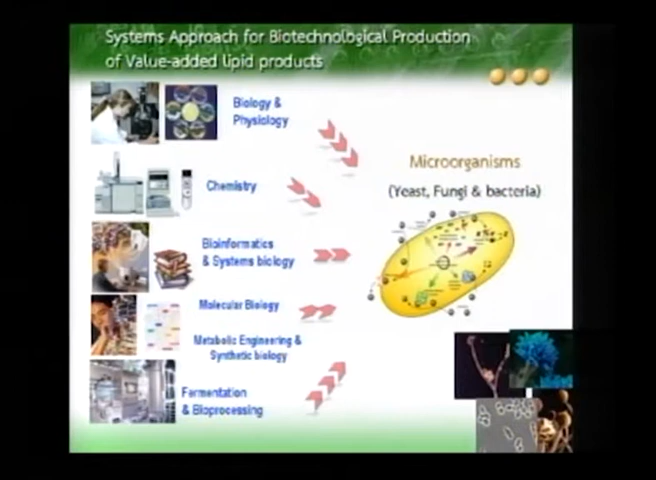 Systems Approach for Biotechnological Production
of Value-added lipid products
Biology &
Physiology
Chemistry
Bioinformatics
& Systems biology
Molecular Biology
Metabolic Engineering &
Synthetic biology
Fermentation
& Bioprocessing
Microorganisms
(Yeast, Fungi & bacteria)